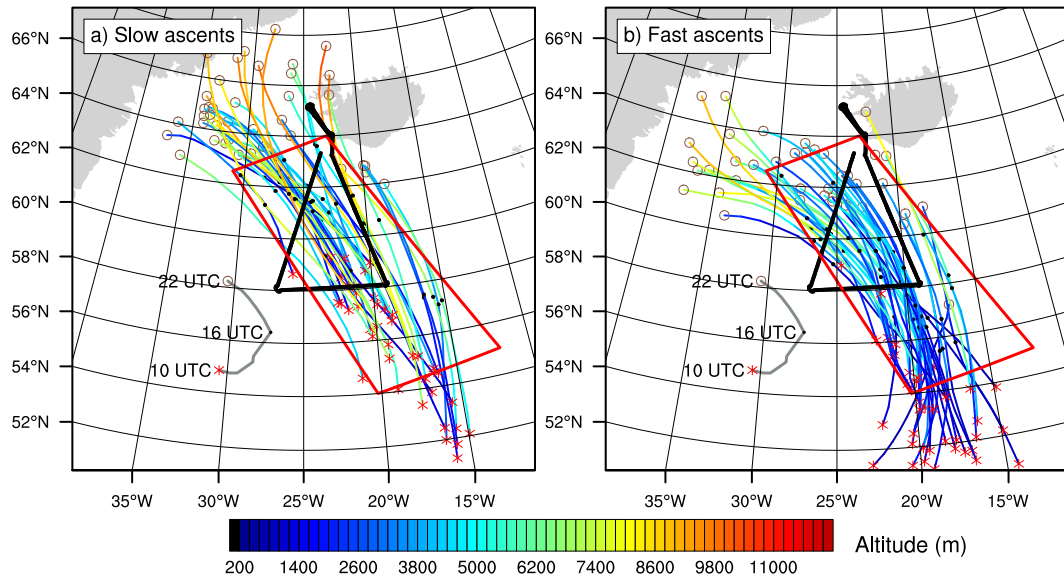 a) Slow ascents
b) Fast ascents
66°N
64°N
62°N
60°N
58°N
56°N
54°N
52°N
22 UTC
16 UTC
10 UTC
35°W
30°W
25°W
20°W
15°W
66°N
64°N
62°N
60°N
58°N
56°N
54°N
52°N
22 UTC
16 UTC
10 UTC
35°W
30°W
25°W
20°W
15°W
200 1400 2600 3800 5000 6200 7400 8600 9800 11000
Altitude (m)